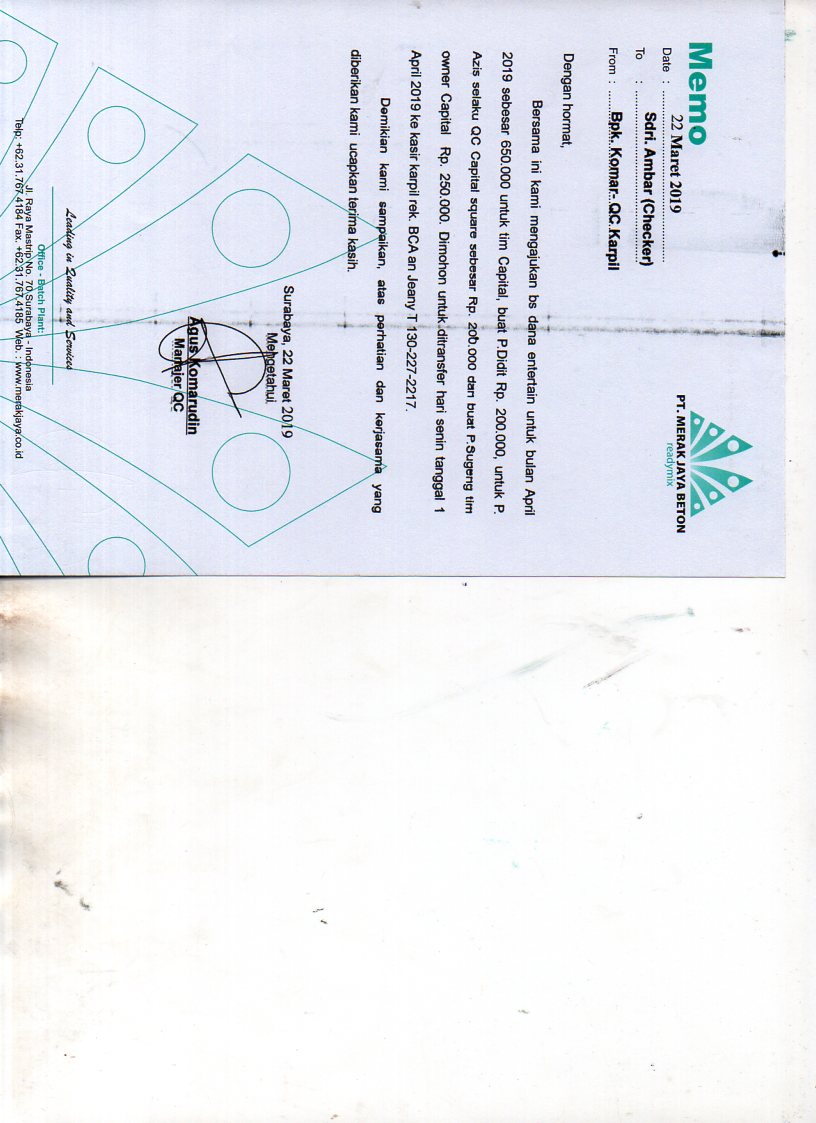 Memo
PT. MERAK JAYA BETON
readymix
Date : 22 Maret 2019
To : Sdri. Ambar (Checker)
From : Bpk. Komar - QC Karpil
Dengan hormat,
Bersama ini kami mengajukan bs dana entertain untuk bulan April
2019 sebesar 650.000 untuk tim Capital, buat P.Didit Rp. 200.000, untuk P.
Azis selaku QC Capital square sebesar Rp. 200.000 dan buat P.Sugeng tim
owner Capital Rp. 250.000. Dimohon untuk ditransfer hari senin tanggal 1
April 2019 ke kasir karpil rek. BCA an Jeany T 130-227-2217.
Demikian kami sampaikan, atas perhatian dan kerjasama yang
diberikan kami ucapkan terima kasih.
Surabaya, 22 Maret 2019
Mengetahui
Agus Komarudin
Manajer QC
Leading in Quality and Services
Office - Batch Plant:
Jl. Raya Mastrip No. 70 Surabaya - Indonesia
Telp; +62.31.767.4184 Fax. +62.31.767.4185 Web. : www.merakjaya.co.id